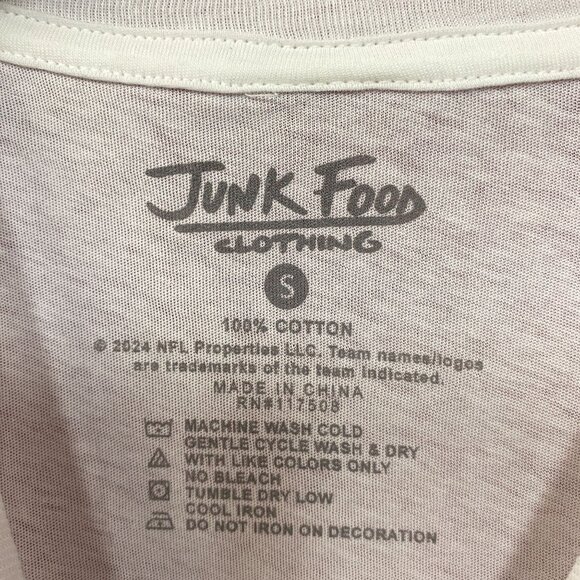 JUNK FOOD
CLOTHING
S
100% COTTON
© 2024 NFL Properties LLC. Team names/logos
are trademarks of the team indicated.
MADE IN CHINA
RN#117508
MACHINE WASH COLD
GENTLE CYCLE WASH & DRY
WITH LIKE COLORS ONLY
NO BLEACH
TUMBLE DRY LOW
COOL IRON
DO NOT IRON ON DECORATION